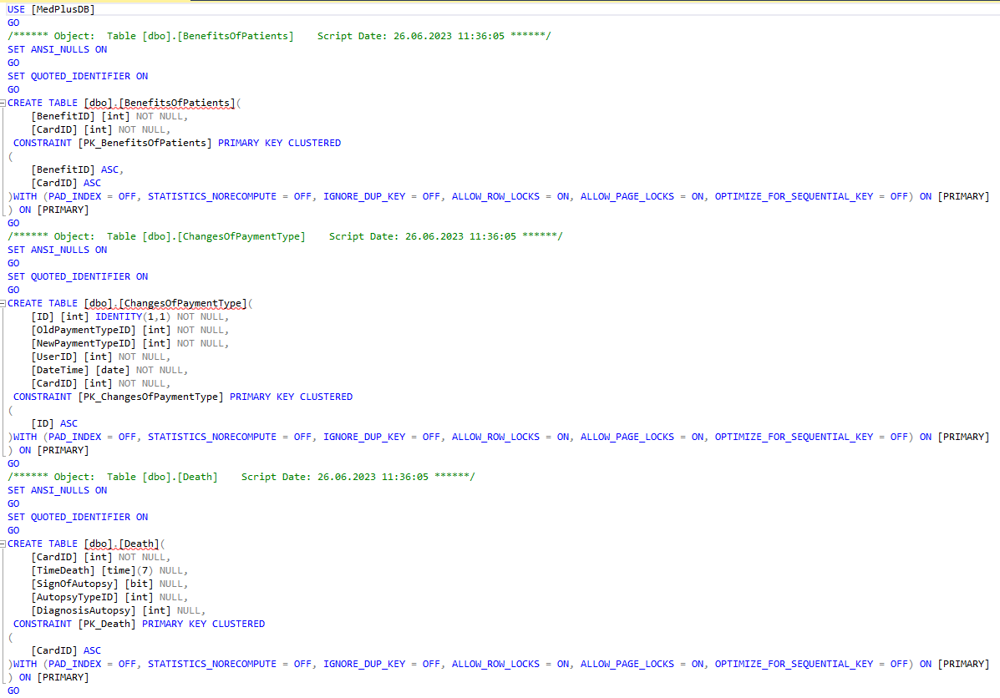 USE [MedPlusDB]
GO
/****** Object:  Table [dbo].[BenefitsOfPatients]    Script Date: 26.06.2023 11:36:05 ******/
SET ANSI_NULLS ON
GO
SET QUOTED_IDENTIFIER ON
GO
CREATE TABLE [dbo].[BenefitsOfPatients](
    [BenefitID] [int] NOT NULL,
    [CardID] [int] NOT NULL,
 CONSTRAINT [PK_BenefitsOfPatients] PRIMARY KEY CLUSTERED
(
    [BenefitID] ASC,
    [CardID] ASC
)WITH (PAD_INDEX = OFF, STATISTICS_NORECOMPUTE = OFF, IGNORE_DUP_KEY = OFF, ALLOW_ROW_LOCKS = ON, ALLOW_PAGE_LOCKS = ON, OPTIMIZE_FOR_SEQUENTIAL_KEY = OFF) ON [PRIMARY]
) ON [PRIMARY]
GO
/****** Object:  Table [dbo].[ChangesOfPaymentType]    Script Date: 26.06.2023 11:36:05 ******/
SET ANSI_NULLS ON
GO
SET QUOTED_IDENTIFIER ON
GO
CREATE TABLE [dbo].[ChangesOfPaymentType](
    [ID] [int] IDENTITY(1,1) NOT NULL,
    [OldPaymentTypeID] [int] NOT NULL,
    [NewPaymentTypeID] [int] NOT NULL,
    [UserID] [int] NOT NULL,
    [DateTime] [date] NOT NULL,
    [CardID] [int] NOT NULL,
 CONSTRAINT [PK_ChangesOfPaymentType] PRIMARY KEY CLUSTERED
(
    [ID] ASC
)WITH (PAD_INDEX = OFF, STATISTICS_NORECOMPUTE = OFF, IGNORE_DUP_KEY = OFF, ALLOW_ROW_LOCKS = ON, ALLOW_PAGE_LOCKS = ON, OPTIMIZE_FOR_SEQUENTIAL_KEY = OFF) ON [PRIMARY]
) ON [PRIMARY]
GO
/****** Object:  Table [dbo].[Death]    Script Date: 26.06.2023 11:36:05 ******/
SET ANSI_NULLS ON
GO
SET QUOTED_IDENTIFIER ON
GO
CREATE TABLE [dbo].[Death](
    [CardID] [int] NOT NULL,
    [TimeDeath] [time](7) NULL,
    [SignOfAutopsy] [bit] NULL,
    [AutopsyTypeID] [int] NULL,
    [DiagnosisAutopsy] [int] NULL,
 CONSTRAINT [PK_Death] PRIMARY KEY CLUSTERED
(
    [CardID] ASC
)WITH (PAD_INDEX = OFF, STATISTICS_NORECOMPUTE = OFF, IGNORE_DUP_KEY = OFF, ALLOW_ROW_LOCKS = ON, ALLOW_PAGE_LOCKS = ON, OPTIMIZE_FOR_SEQUENTIAL_KEY = OFF) ON [PRIMARY]
) ON [PRIMARY]
GO